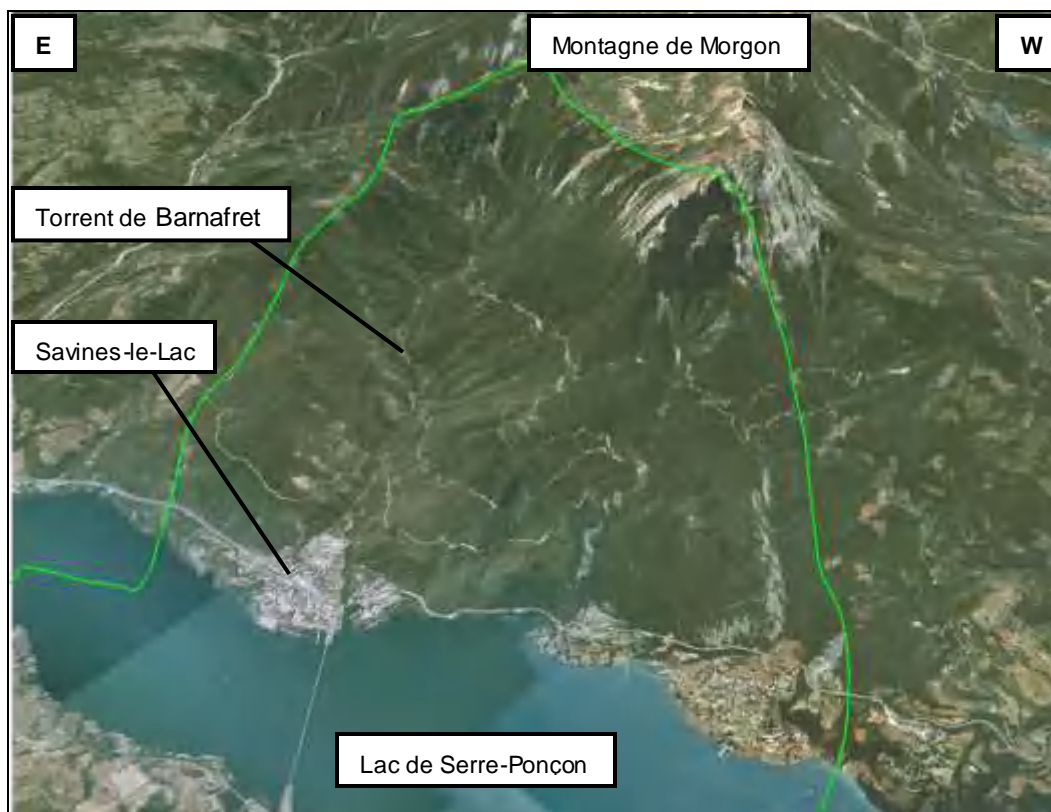 E
Montagne de Morgon
W
Torrent de Barnafret
Savines-le-Lac
Lac de Serre-Ponçon